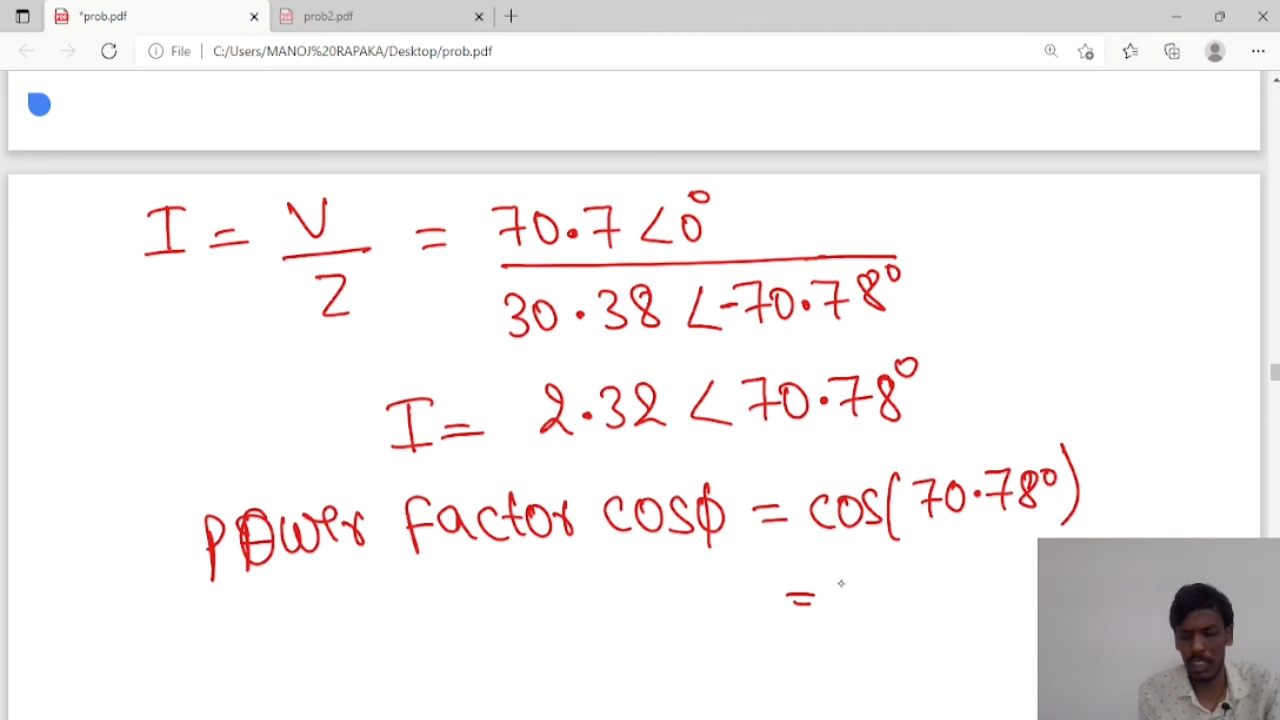 *prob.pdf
prob2.pdf
File
C:/Users/MANOJ%20RAPAKA/Desktop/prob.pdf
I = V / Z = 70.7 <0° / 30.38 <-70.78°
I = 2.32 < 70.78°
Power factor cosϕ = cos(70.78°)
=